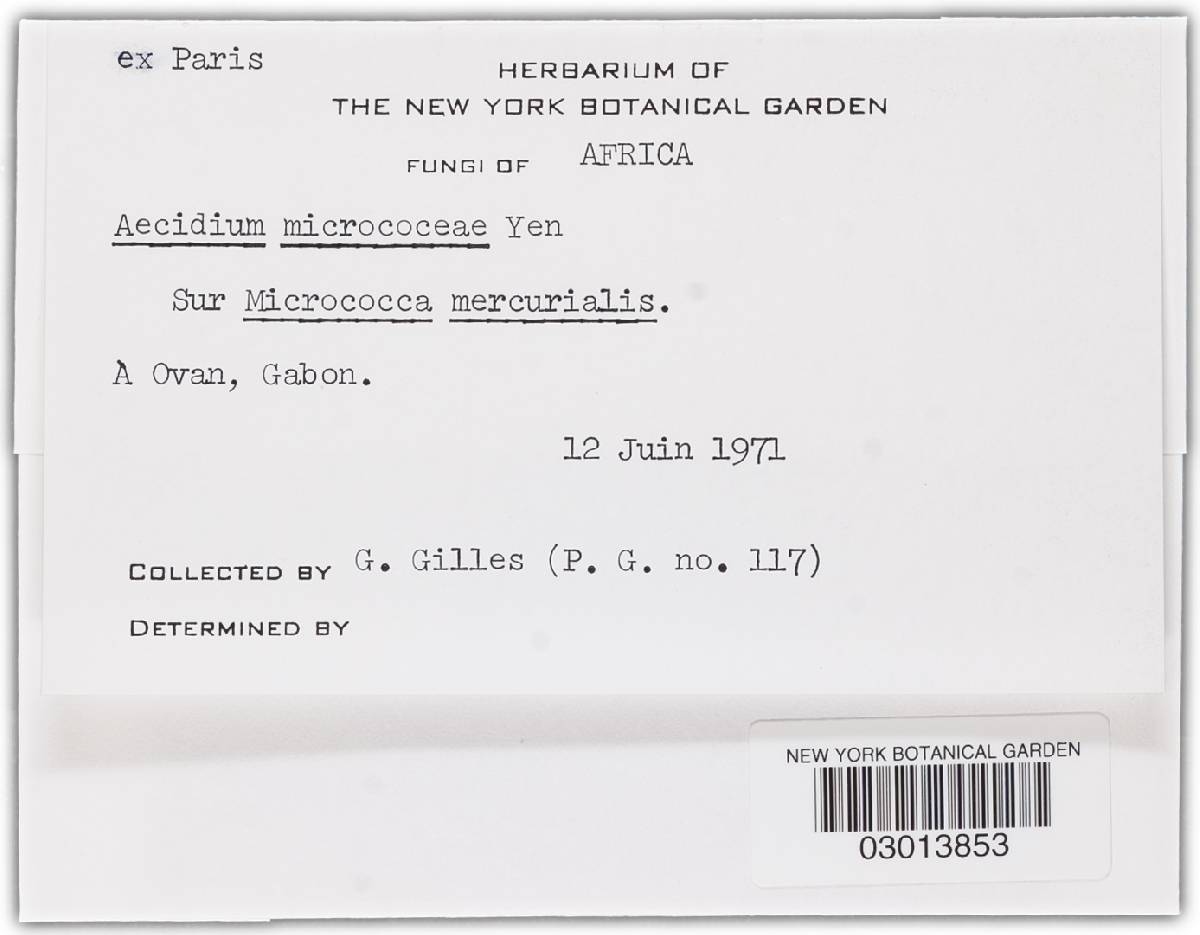 ex Paris
HERBARIUM OF
THE NEW YORK BOTANICAL GARDEN
FUNGI OF AFRICA
Aecidium micrococeae Yen
Sur Micrococca mercurialis.
À Ovan, Gabon.
12 Juin 1971
COLLECTED BY G. Gilles (P. G. no. 117)
DETERMINED BY
NEW YORK BOTANICAL GARDEN
03013853